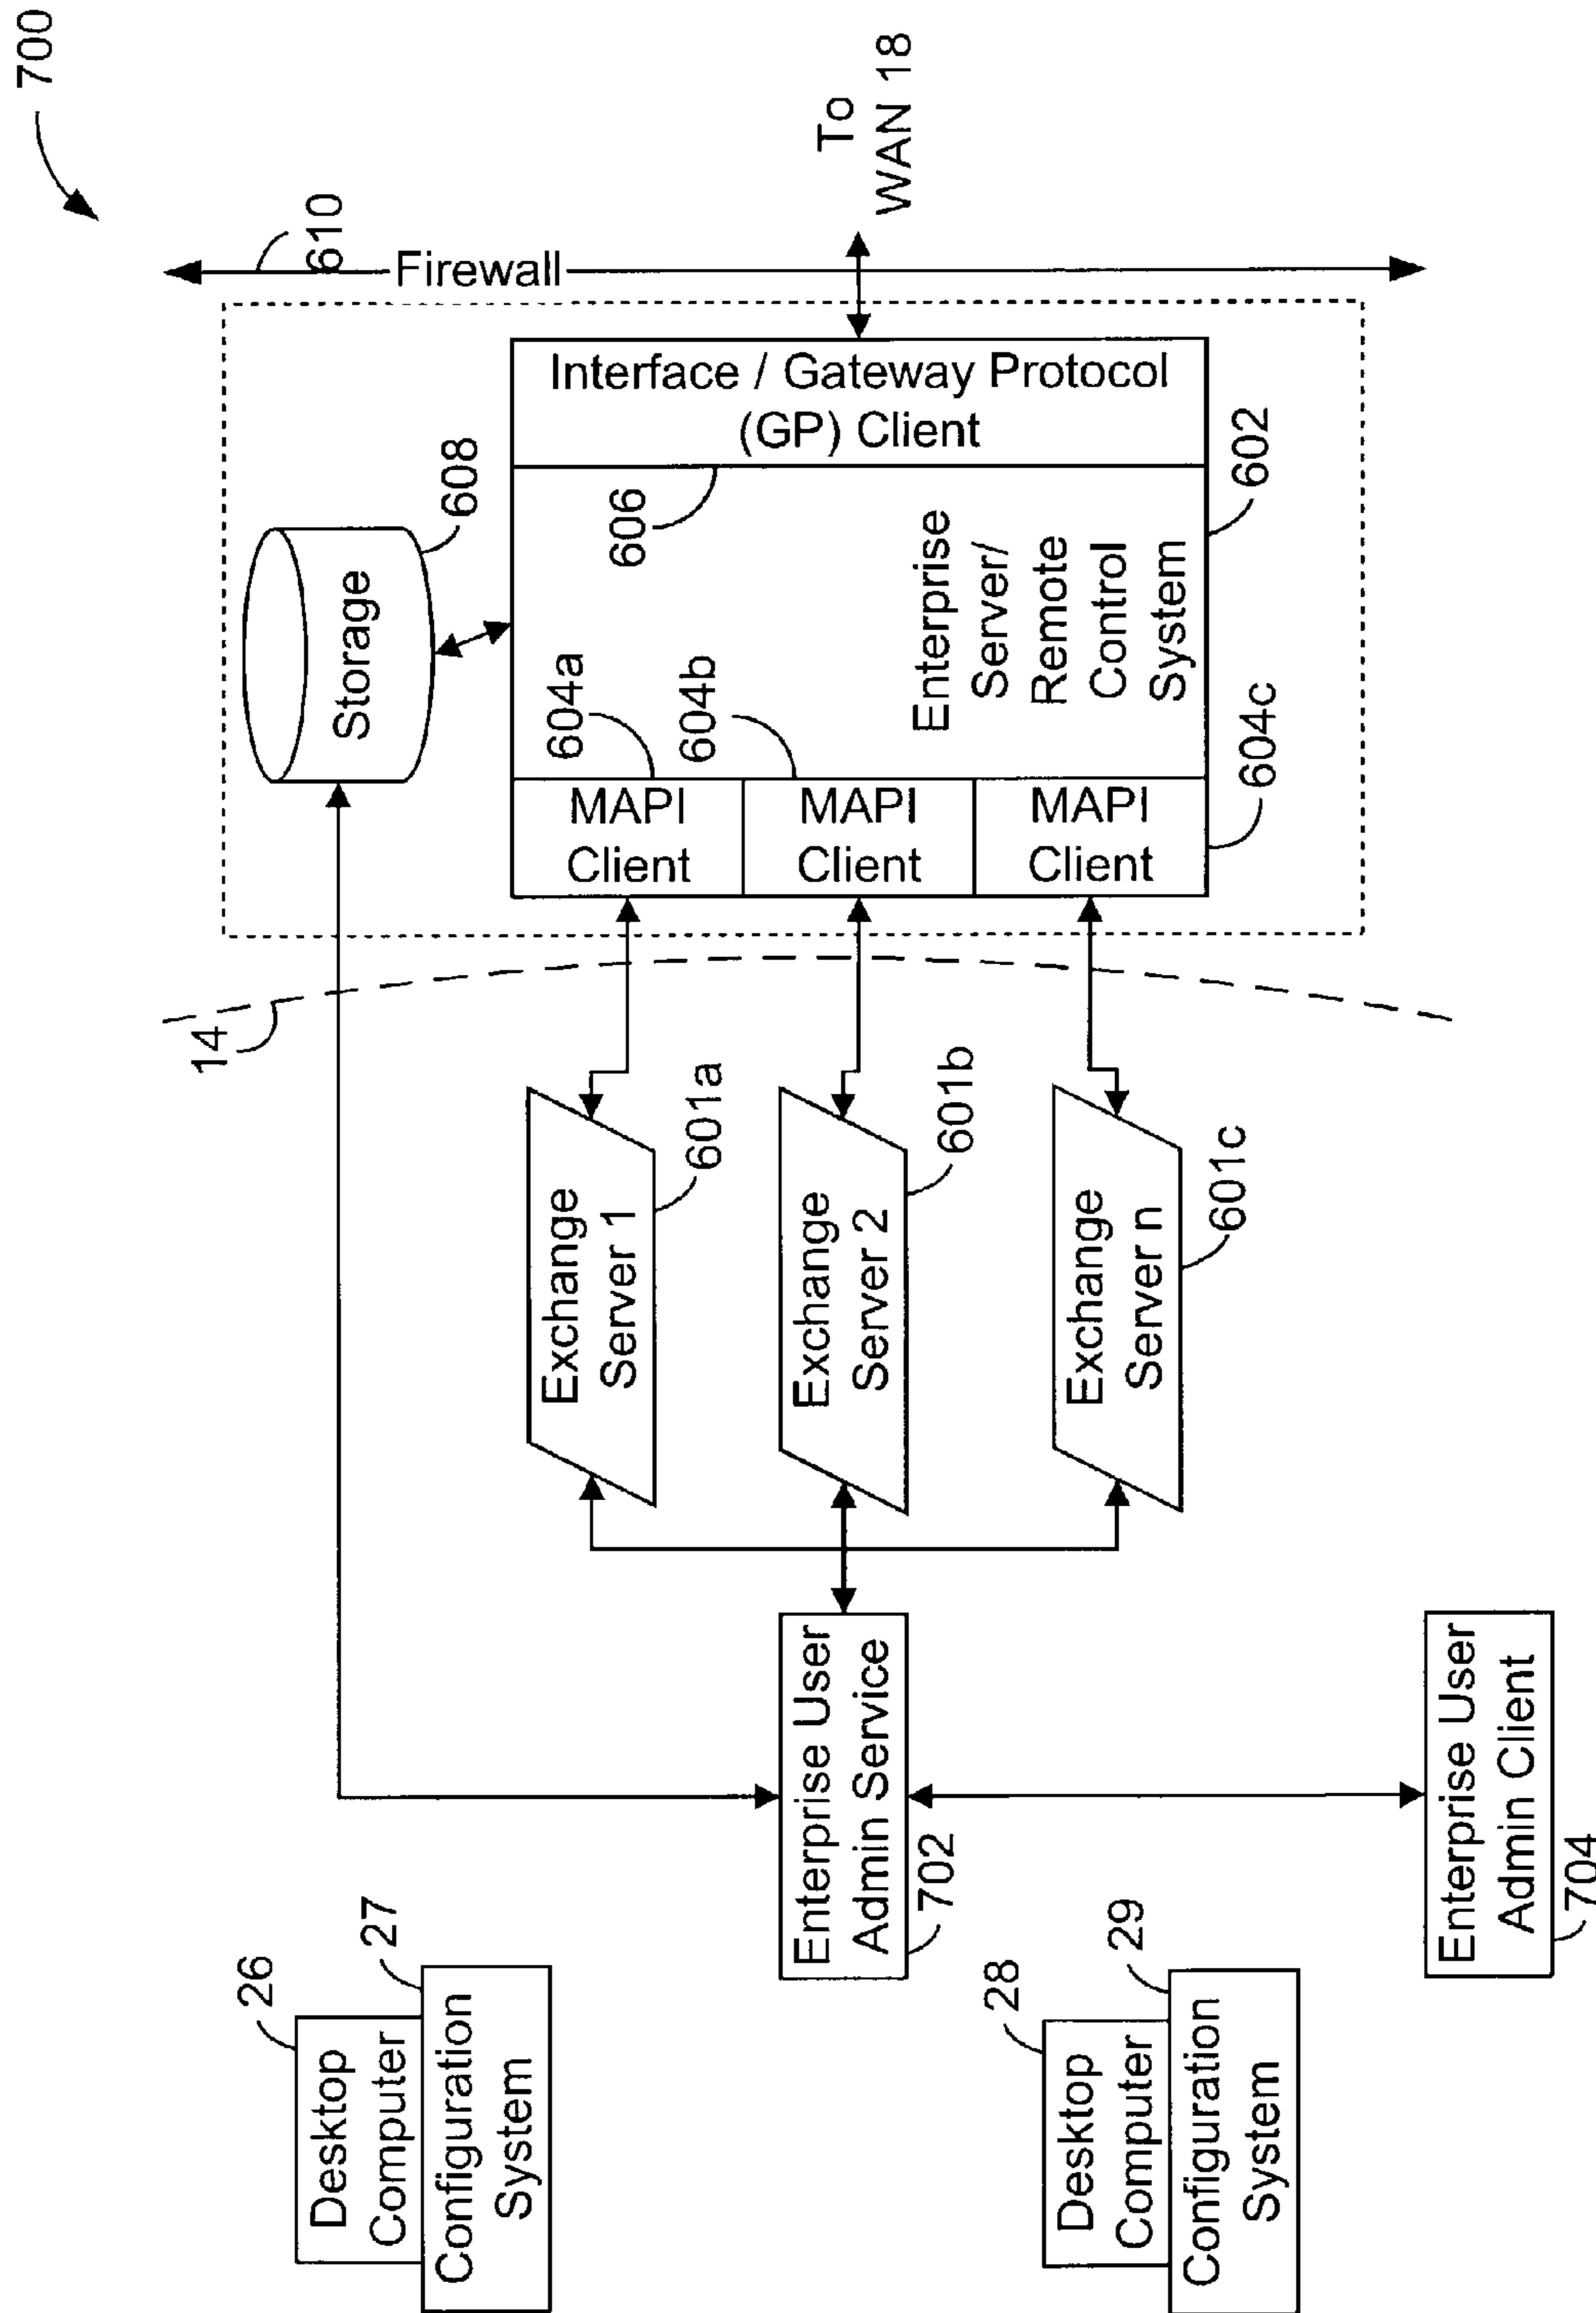 700
610
Firewall
To
WAN 18
Interface / Gateway Protocol
(GP) Client
606
602
608
Storage
Enterprise
Server/
Remote
Control
System
604a
604b
604c
MAPI
Client
MAPI
Client
MAPI
Client
14
Exchange
Server 1
601a
Exchange
Server 2
601b
Exchange
Server n
601c
Enterprise User
Admin Service
702
Enterprise User
Admin Client
704
26
Desktop
Computer
27
Configuration
System
28
Desktop
Computer
29
Configuration
System